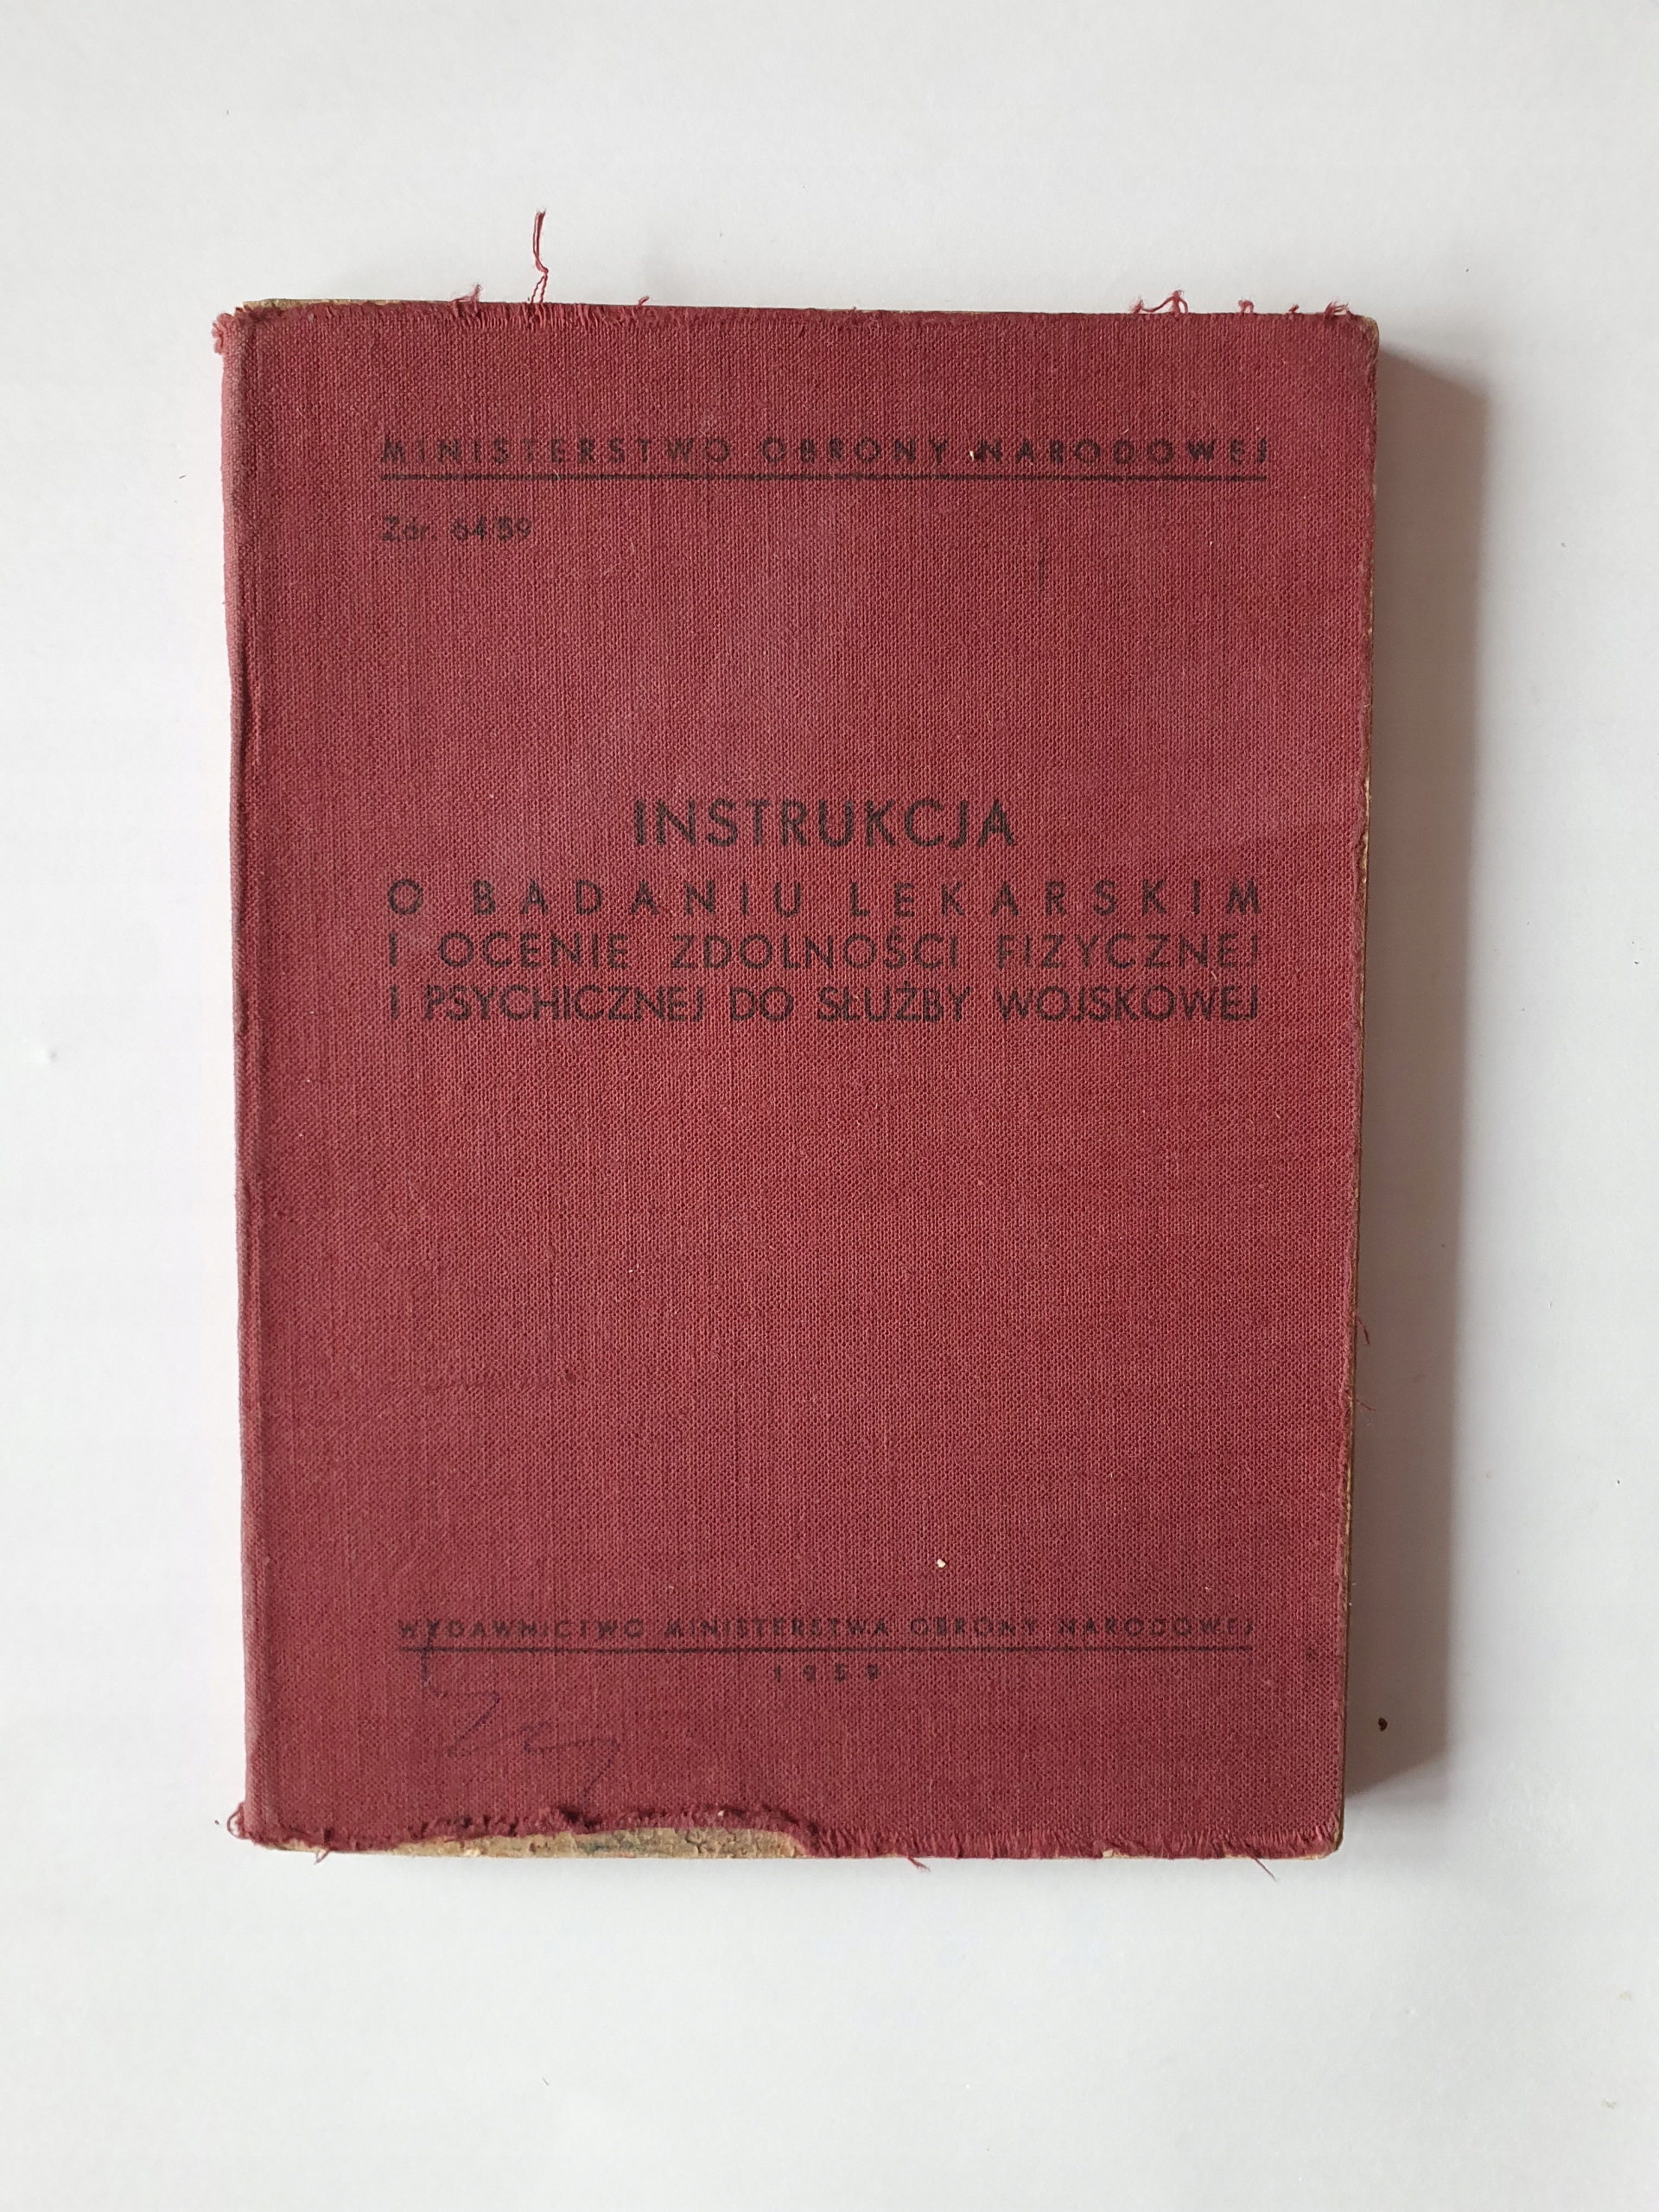 MINISTERSTWO OBRONY NARODOWEJ
Zdr. 64/59
INSTRUKCJA
O BADANIU LEKARSKIM
I OCENIE ZDOLNOŚCI FIZYCZNEJ
I PSYCHICZNEJ DO SŁUŻBY WOJSKOWEJ
WYDAWNICTWO MINISTERSTWA OBRONY NARODOWEJ
1959